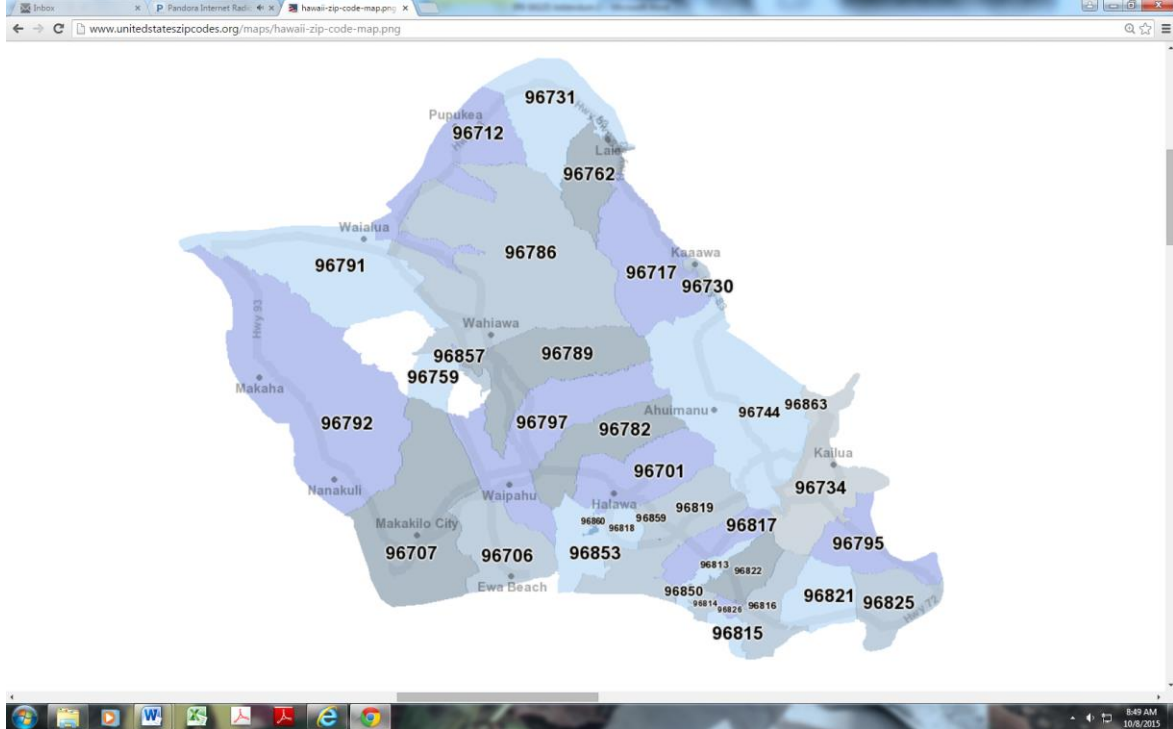 Inbox
Pandora Internet Radi
hawaii-zip-code-map.png
www.unitedstateszipcodes.org/maps/hawaii-zip-code-map.png
96731
Pupukea
96712
Laie
96762
Waialua
96786
Kaaawa
96791
96717
96730
Hwy 93
Wahiawa
96857
96789
96759
Makaha
96744
96863
Ahuimanu
96792
96797
96782
Kailua
96701
96734
Nanakuli
Waipahu
Halawa
96819
96860
96818
96859
96817
Makakilo City
96795
96707
96706
96853
96813
96822
Ewa Beach
96850
96814
96826
96816
96821
96825
Hwy 72
96815
8:49 AM
10/8/2015